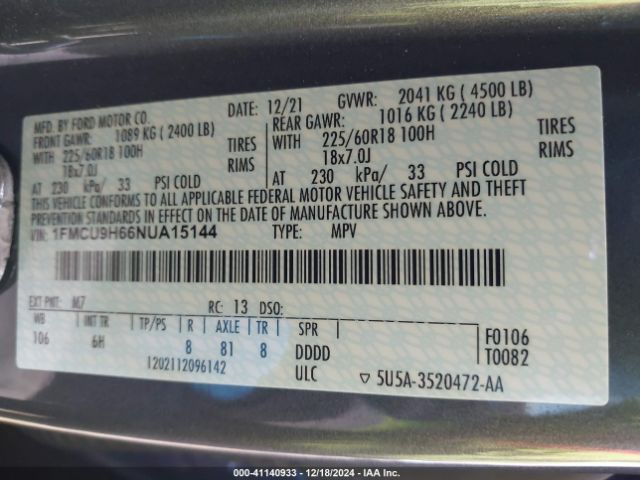 MFD. BY FORD MOTOR CO.
DATE: 12/21 GVWR: 2041 KG ( 4500 LB)
FRONT GAWR: 1089 KG ( 2400 LB)
REAR GAWR: 1016 KG ( 2240 LB)
WITH 225/60R18 100H TIRES
WITH 225/60R18 100H TIRES
18x7.0J RIMS
18x7.0J RIMS
AT 230 kPa/ 33 PSI COLD
AT 230 kPa/ 33 PSI COLD
THIS VEHICLE CONFORMS TO ALL APPLICABLE FEDERAL MOTOR VEHICLE SAFETY AND THEFT
PREVENTION STANDARDS IN EFFECT ON THE DATE OF MANUFACTURE SHOWN ABOVE.
VIN: 1FMCU9H66NUA15144 TYPE: MPV
EXT PNT: M7 RC: 13 DSO:
WB INT TR TP/PS R AXLE TR SPR
106 6H 8 81 8 DDDD
F0106
T0082
1202112096142 ULC
5U5A-3520472-AA
00-41140933 - 12/18/2024 - IAA Inc.